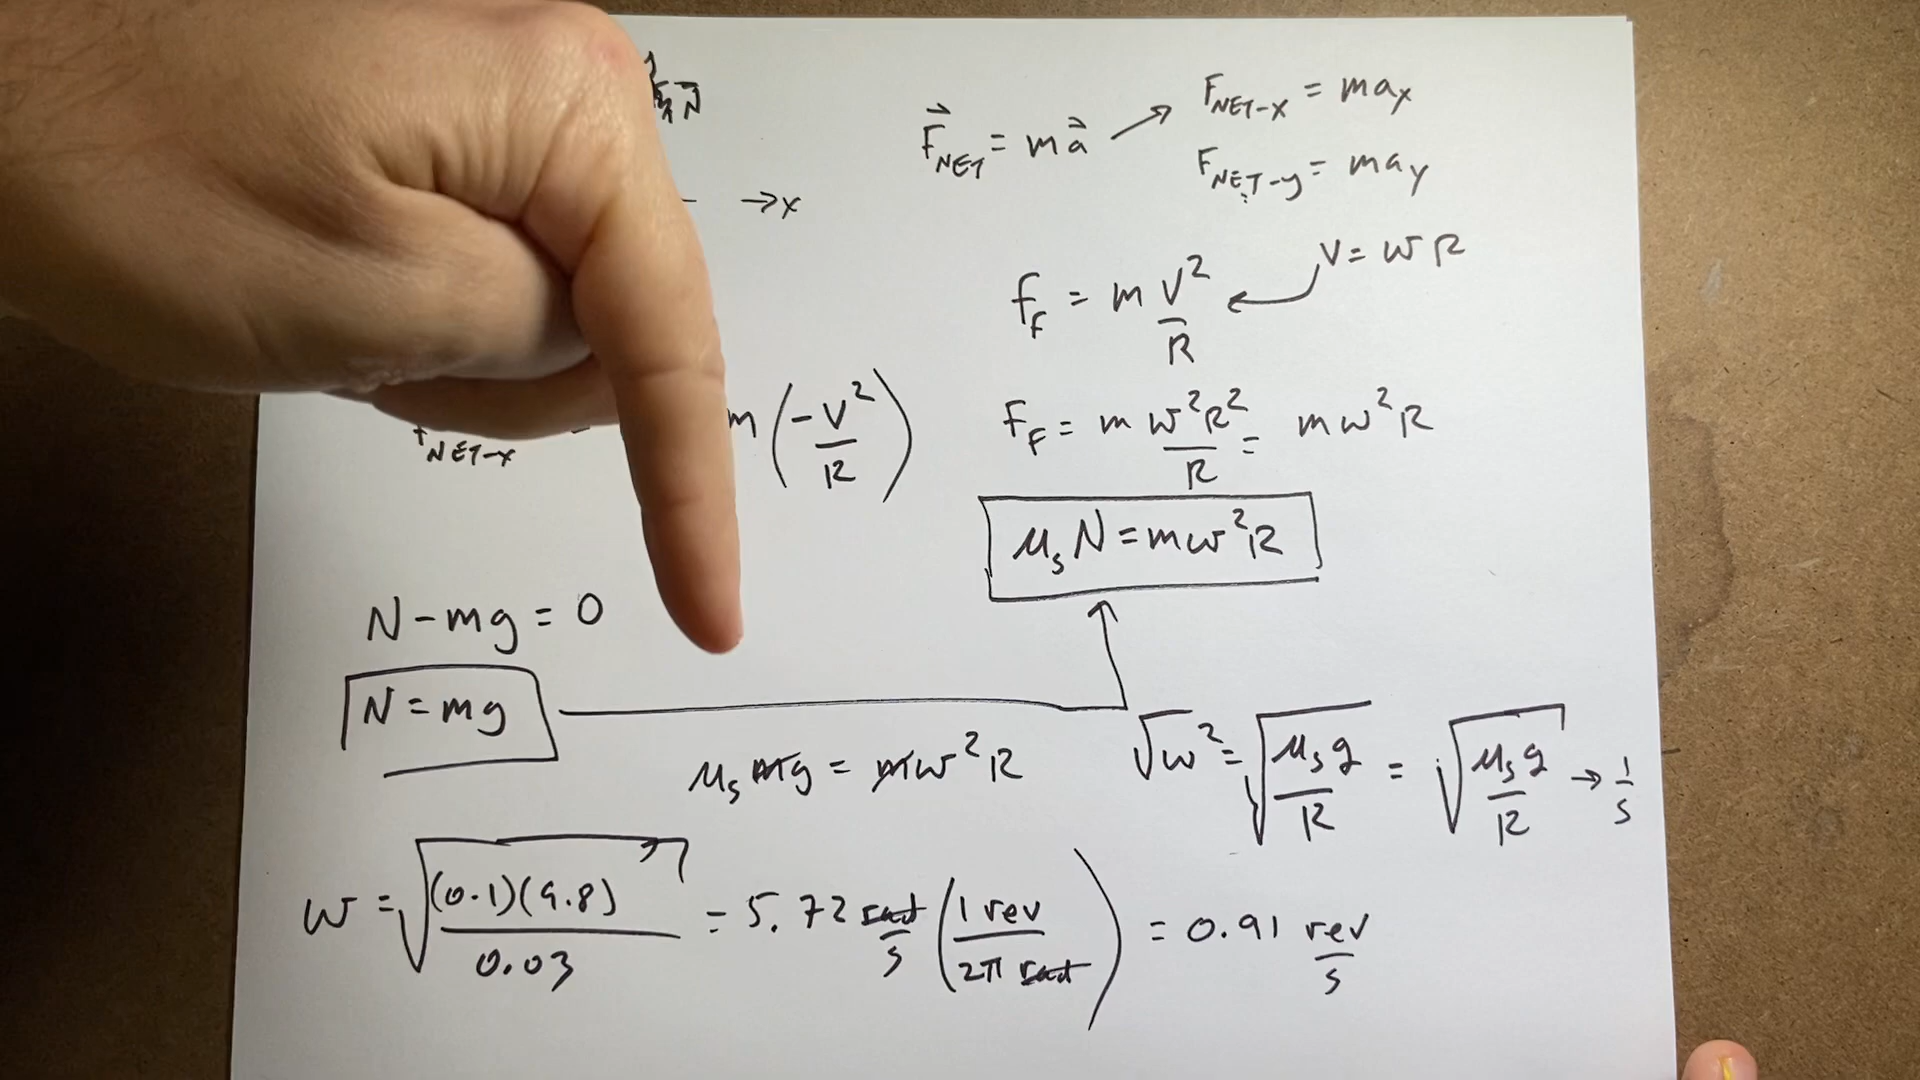 N⃗
→x
F⃗_NET = ma⃗ → F_NET-x = ma_x
F_NET-y = ma_y
V = ωR
F_F = m V²/R
m(-V²/R)
F_NET-x
F_F = m ω²R²/R = mω²R
μ_s N = mω²R
N - mg = 0
N = mg
μ_s mg = mω²R
√ω² = √(μ_s g/R) = √(μ_s g/R) → 1/s
ω = √((0.1)(9.8)/0.03) = 5.72 rad/s (1 rev/2π rad) = 0.91 rev/s